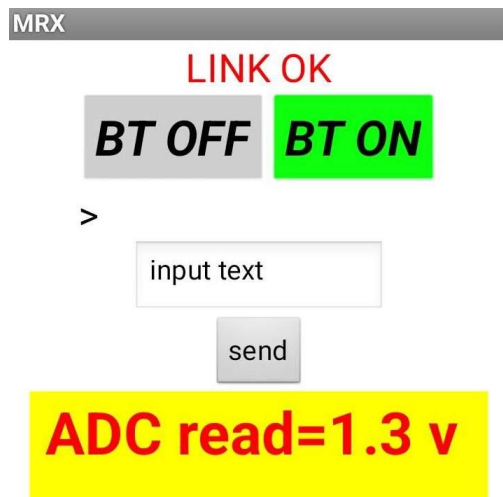 MRX
LINK OK
BT OFF BT ON
>
input text
send
ADC read=1.3 v